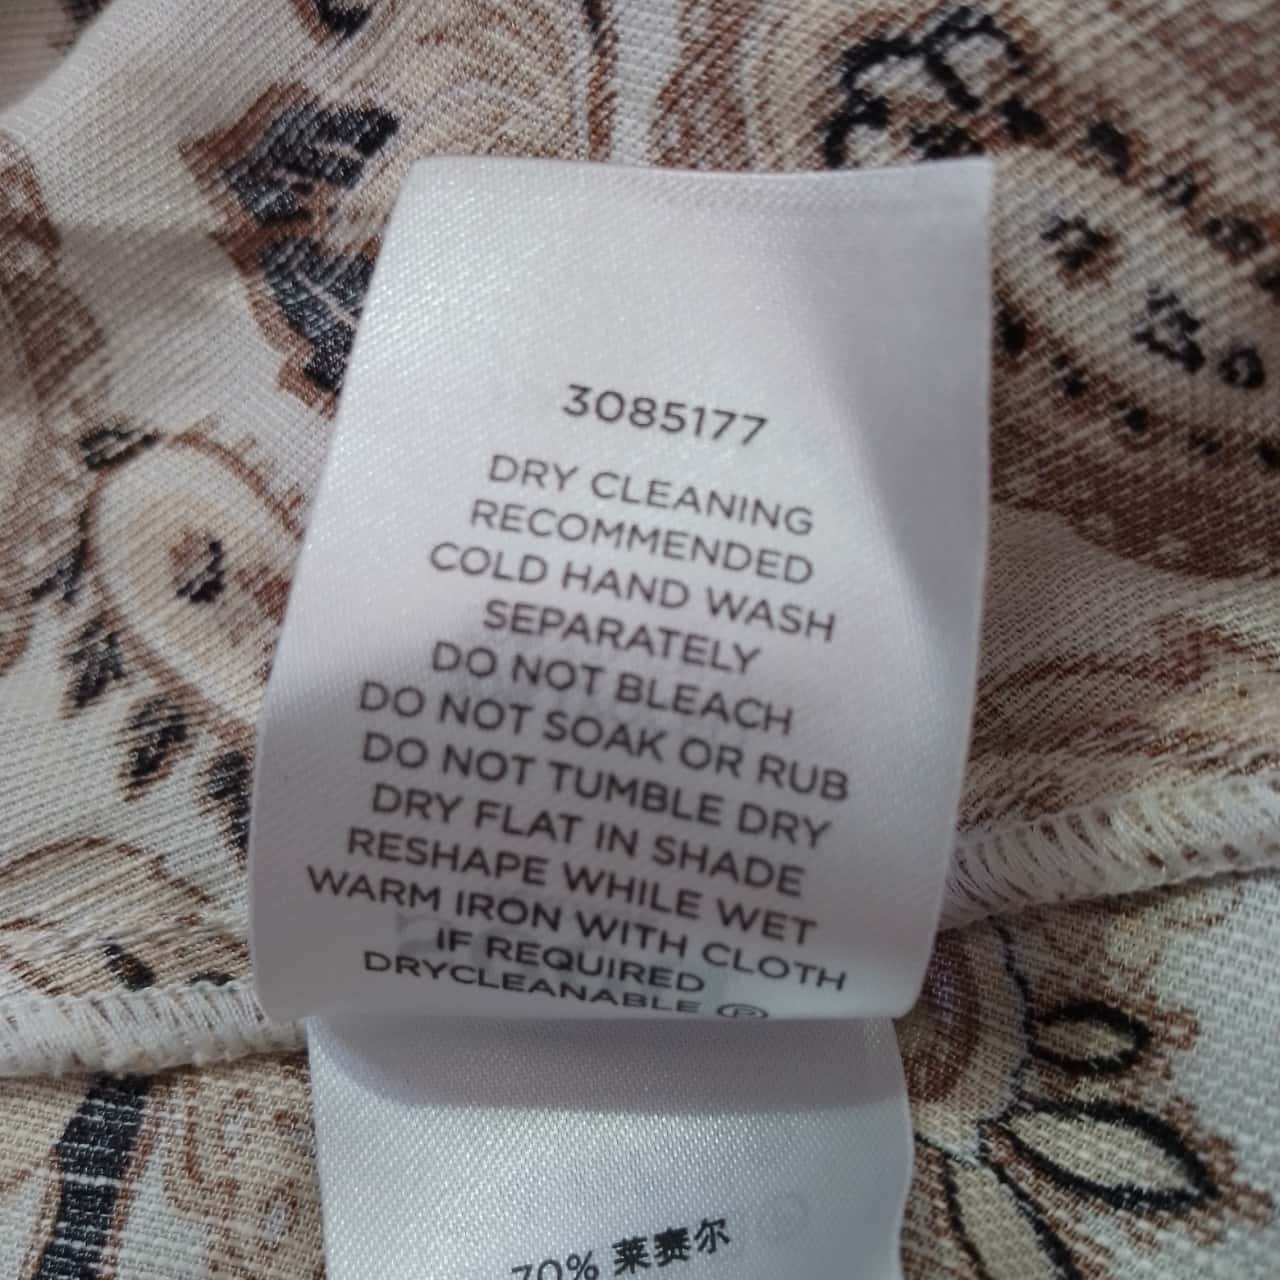 3085177
DRY CLEANING
RECOMMENDED
COLD HAND WASH
SEPARATELY
DO NOT BLEACH
DO NOT SOAK OR RUB
DO NOT TUMBLE DRY
DRY FLAT IN SHADE
RESHAPE WHILE WET
WARM IRON WITH CLOTH
IF REQUIRED
DRYCLEANABLE Ⓟ
70% 莱赛尔